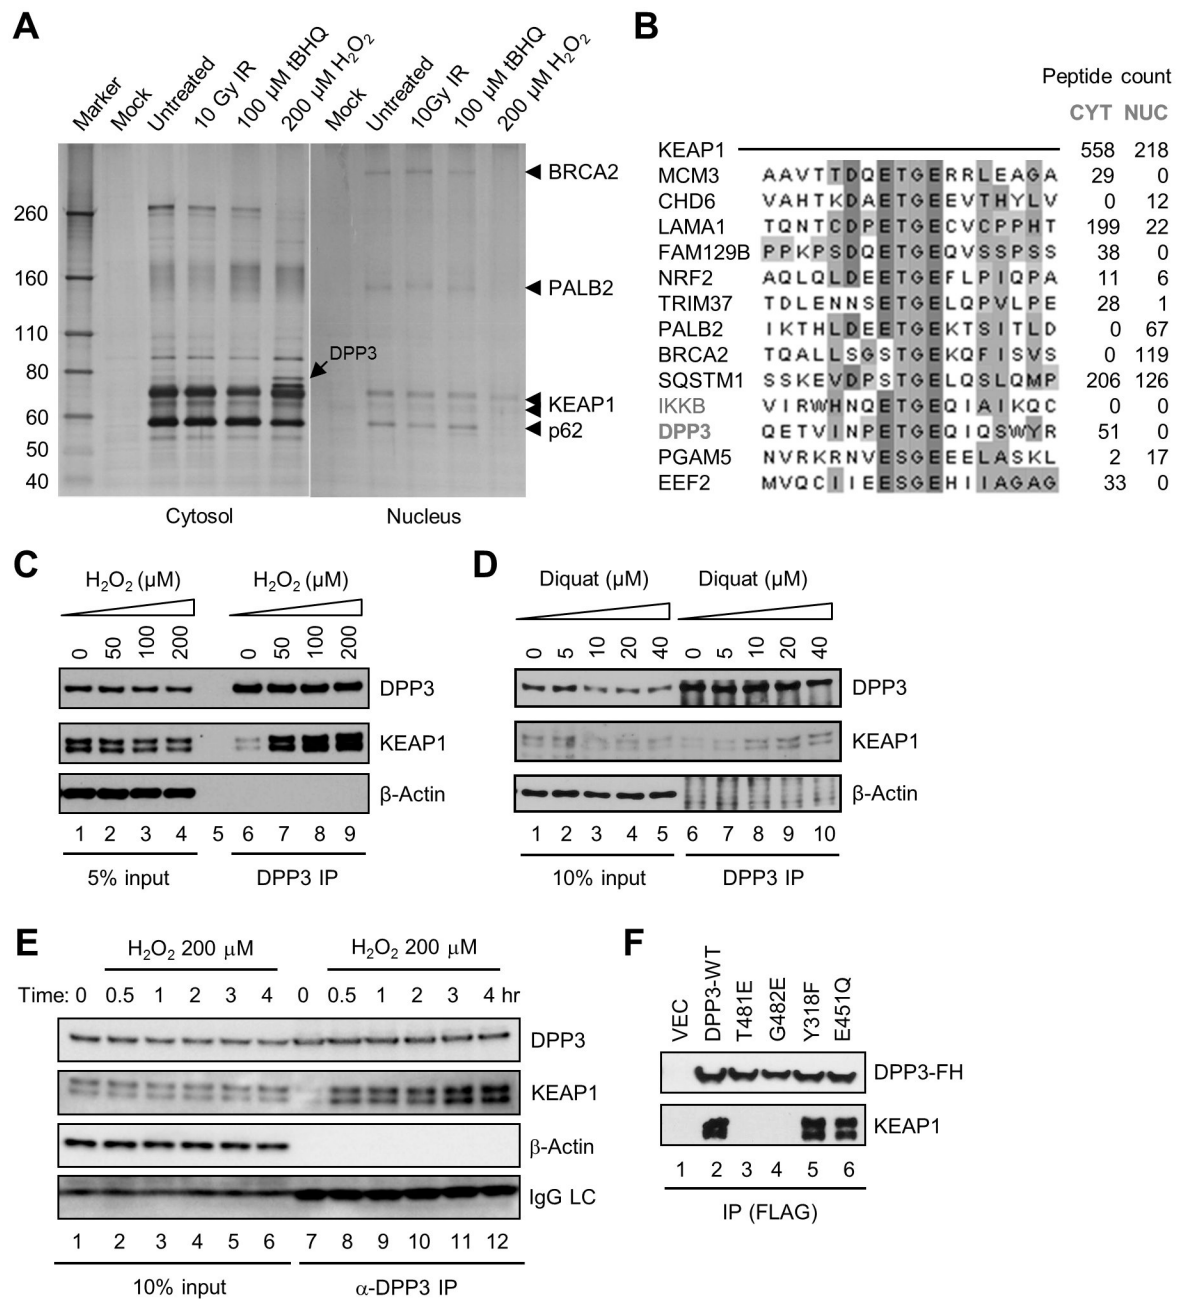 A
Marker
Mock
Untreated
10 Gy IR
100 µM tBHQ
200 µM H2O2
Mock
Untreated
10Gy IR
100 µM tBHQ
200 µM H2O2
260
160
110
80
60
50
40
BRCA2
PALB2
DPP3
KEAP1
p62
Cytosol
Nucleus
B
Peptide count
CYT NUC
KEAP1 558 218
MCM3 AAVTTDQETGERRLEAGA 29 0
CHD6 VAHTKDAETGEEVTHYLV 0 12
LAMA1 TQNTCDPETGECVCPPHT 199 22
FAM129B PPKPSDQETGEQVSSPSS 38 0
NRF2 AQLQLDEETGEFLPIQPA 11 6
TRIM37 TDLENNSETGELQPVLPE 28 1
PALB2 IKTHLDEETGEKTSITLD 0 67
BRCA2 TQALLSGSTGEKQFISVS 0 119
SQSTM1 SSKEVDPSTGELQSLQMP 206 126
IKKB VIRWHNQETGEQIAIKQC 0 0
DPP3 QETVINPETGEQIQSWYR 51 0
PGAM5 NVRKRNVESGEEELASKL 2 17
EEF2 MVQCIIEESGEHIIAGAG 33 0
C
H2O2 (µM) H2O2 (µM)
0 50 100 200 0 50 100 200
DPP3
KEAP1
β-Actin
1 2 3 4 5 6 7 8 9
5% input DPP3 IP
D
Diquat (µM) Diquat (µM)
0 5 10 20 40 0 5 10 20 40
DPP3
KEAP1
β-Actin
1 2 3 4 5 6 7 8 9 10
10% input DPP3 IP
E
H2O2 200 µM H2O2 200 µM
Time: 0 0.5 1 2 3 4 0 0.5 1 2 3 4 hr
DPP3
KEAP1
β-Actin
IgG LC
1 2 3 4 5 6 7 8 9 10 11 12
10% input α-DPP3 IP
F
VEC
DPP3-WT
T481E
G482E
Y318F
E451Q
DPP3-FH
KEAP1
1 2 3 4 5 6
IP (FLAG)